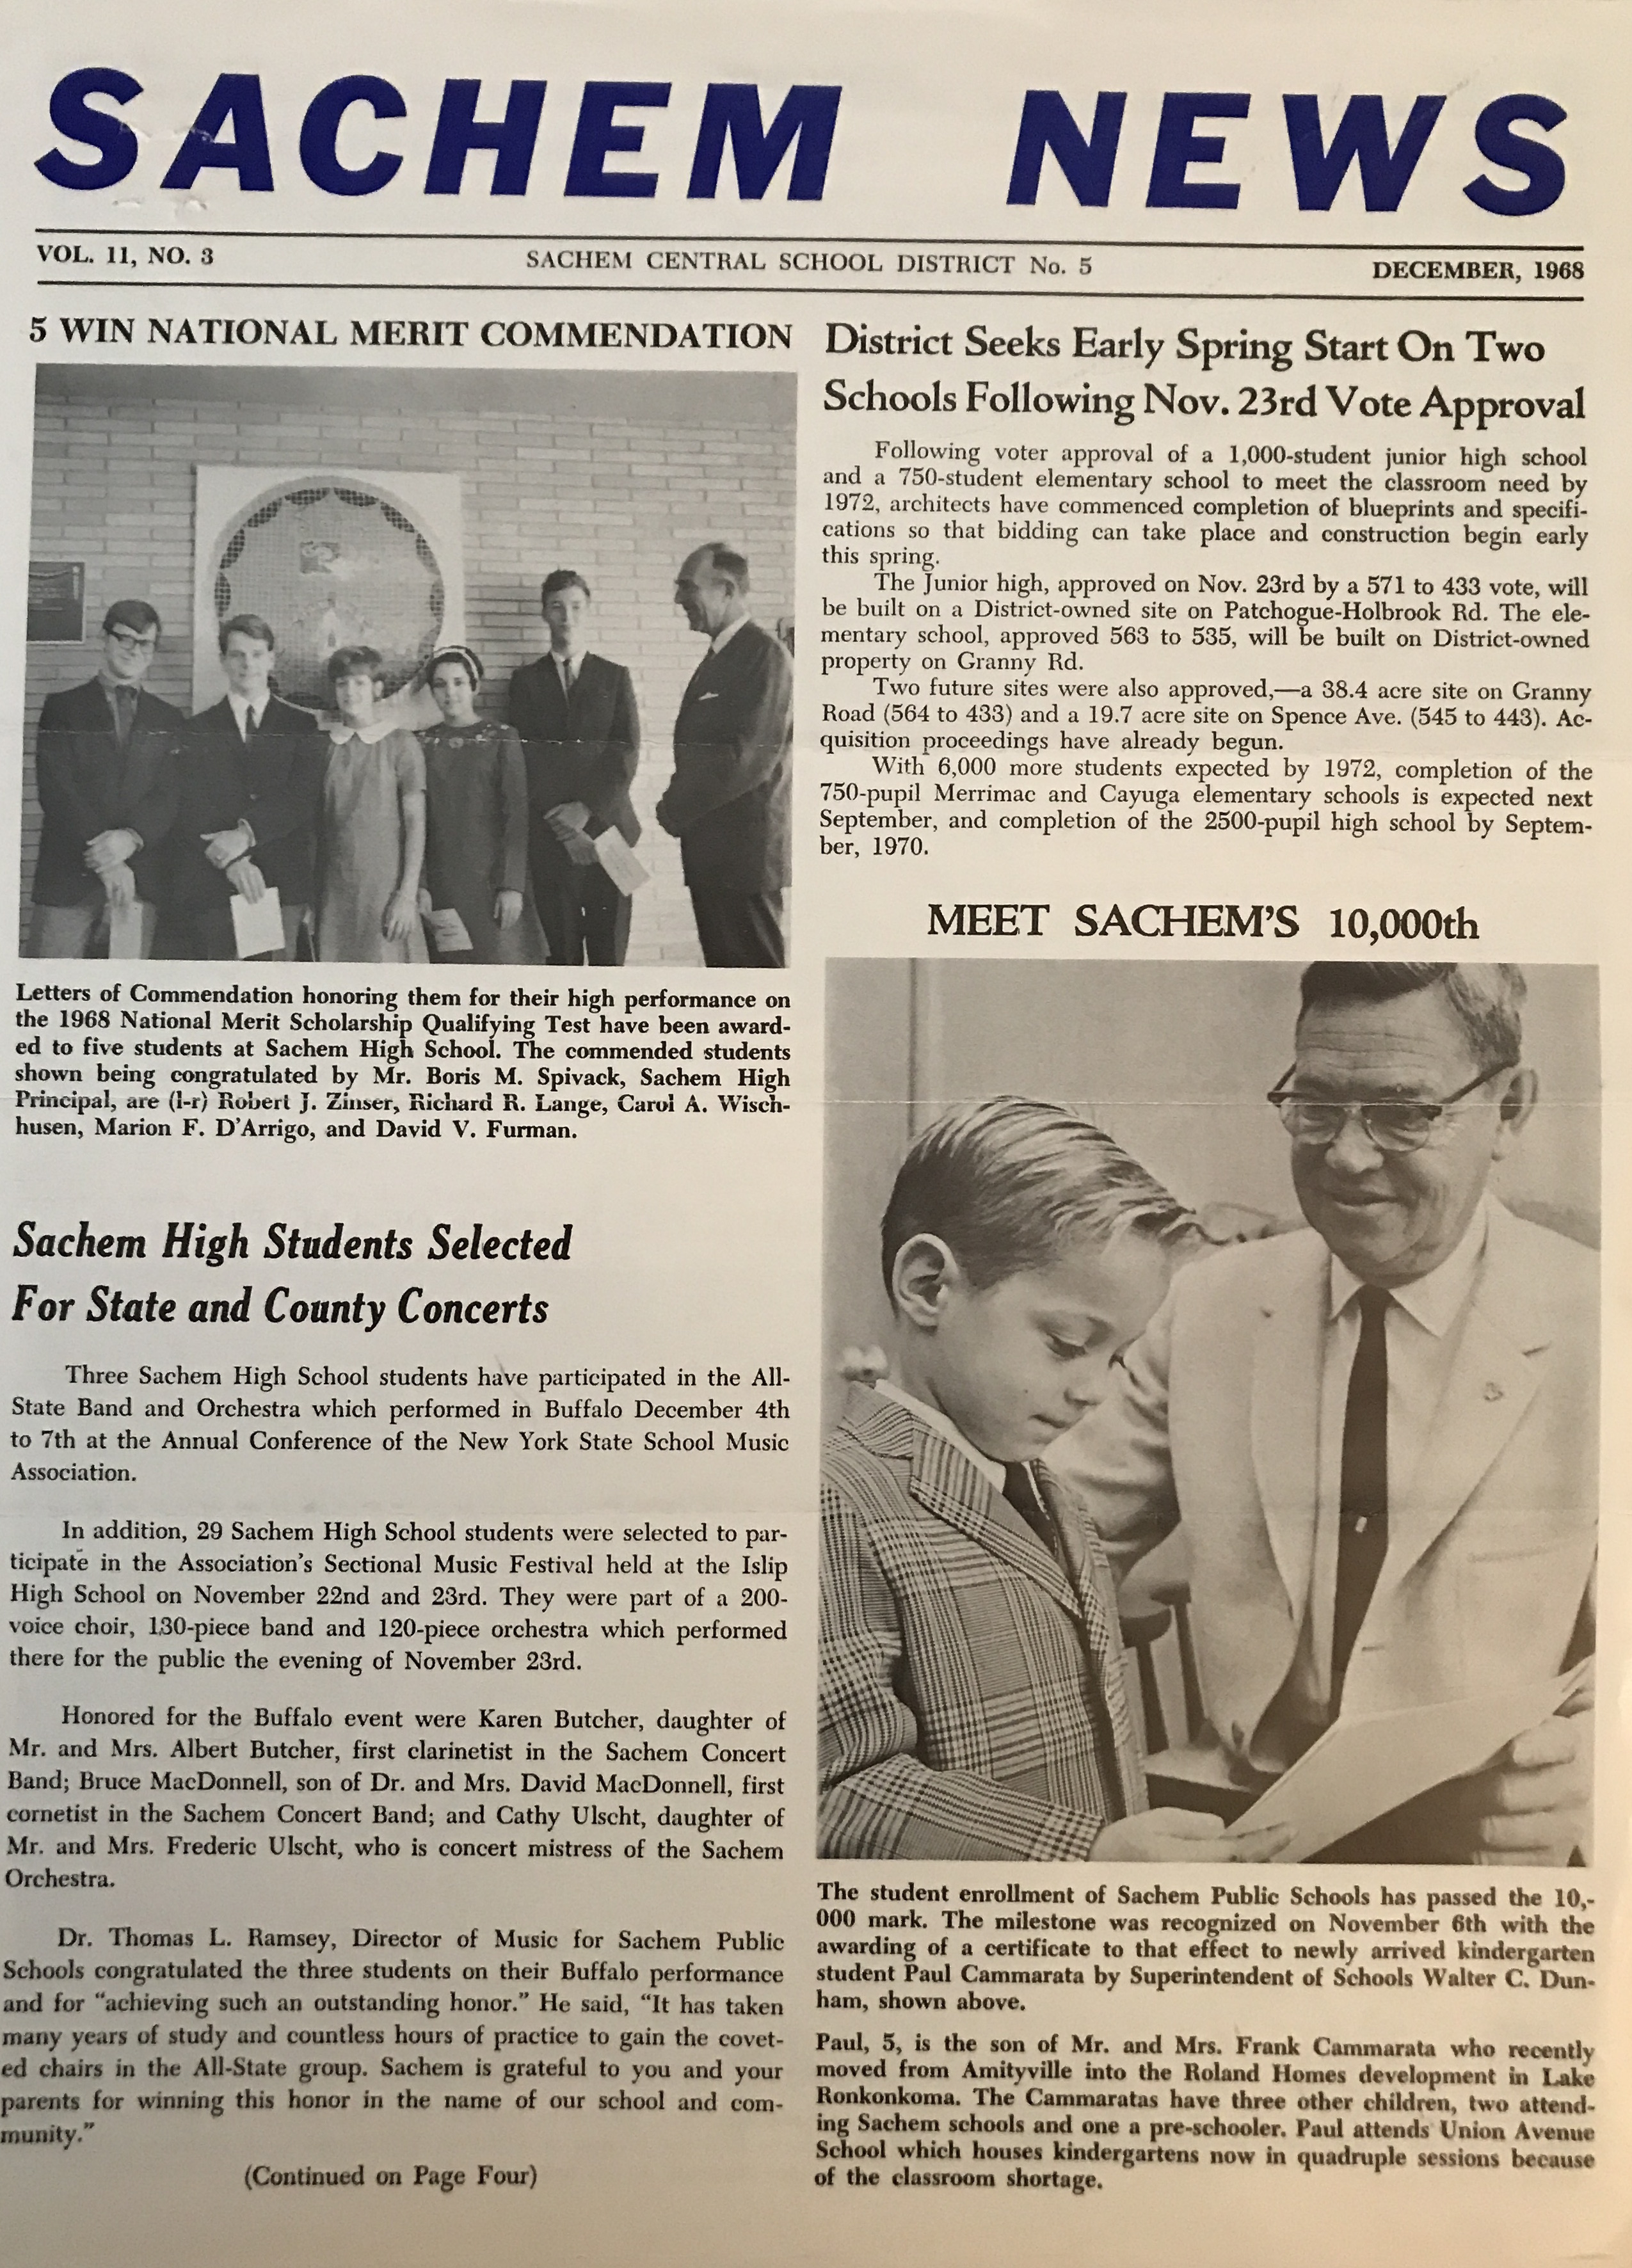 SACHEM NEWS
VOL. 11, NO. 3
SACHEM CENTRAL SCHOOL DISTRICT No. 5
DECEMBER, 1968
5 WIN NATIONAL MERIT COMMENDATION
Letters of Commendation honoring them for their high performance on
the 1968 National Merit Scholarship Qualifying Test have been award-
ed to five students at Sachem High School. The commended students
shown being congratulated by Mr. Boris M. Spivack, Sachem High
Principal, are (l-r) Robert J. Zinser, Richard R. Lange, Carol A. Wisch-
husen, Marion F. D'Arrigo, and David V. Furman.
Sachem High Students Selected
For State and County Concerts
Three Sachem High School students have participated in the All-
State Band and Orchestra which performed in Buffalo December 4th
to 7th at the Annual Conference of the New York State School Music
Association.
In addition, 29 Sachem High School students were selected to par-
ticipate in the Association's Sectional Music Festival held at the Islip
High School on November 22nd and 23rd. They were part of a 200-
voice choir, 130-piece band and 120-piece orchestra which performed
there for the public the evening of November 23rd.
Honored for the Buffalo event were Karen Butcher, daughter of
Mr. and Mrs. Albert Butcher, first clarinetist in the Sachem Concert
Band; Bruce MacDonnell, son of Dr. and Mrs. David MacDonnell, first
cornetist in the Sachem Concert Band; and Cathy Ulscht, daughter of
Mr. and Mrs. Frederic Ulscht, who is concert mistress of the Sachem
Orchestra.
Dr. Thomas L. Ramsey, Director of Music for Sachem Public
Schools congratulated the three students on their Buffalo performance
and for "achieving such an outstanding honor." He said, "It has taken
many years of study and countless hours of practice to gain the covet-
ed chairs in the All-State group. Sachem is grateful to you and your
parents for winning this honor in the name of our school and com-
munity."
(Continued on Page Four)
District Seeks Early Spring Start On Two
Schools Following Nov. 23rd Vote Approval
Following voter approval of a 1,000-student junior high school
and a 750-student elementary school to meet the classroom need by
1972, architects have commenced completion of blueprints and specifi-
cations so that bidding can take place and construction begin early
this spring.
The Junior high, approved on Nov. 23rd by a 571 to 433 vote, will
be built on a District-owned site on Patchogue-Holbrook Rd. The ele-
mentary school, approved 563 to 535, will be built on District-owned
property on Granny Rd.
Two future sites were also approved,—a 38.4 acre site on Granny
Road (564 to 433) and a 19.7 acre site on Spence Ave. (545 to 443). Ac-
quisition proceedings have already begun.
With 6,000 more students expected by 1972, completion of the
750-pupil Merrimac and Cayuga elementary schools is expected next
September, and completion of the 2500-pupil high school by Septem-
ber, 1970.
MEET SACHEM'S 10,000th
The student enrollment of Sachem Public Schools has passed the 10,-
000 mark. The milestone was recognized on November 6th with the
awarding of a certificate to that effect to newly arrived kindergarten
student Paul Cammarata by Superintendent of Schools Walter C. Dun-
ham, shown above.
Paul, 5, is the son of Mr. and Mrs. Frank Cammarata who recently
moved from Amityville into the Roland Homes development in Lake
Ronkonkoma. The Cammaratas have three other children, two attend-
ing Sachem schools and one a pre-schooler. Paul attends Union Avenue
School which houses kindergartens now in quadruple sessions because
of the classroom shortage.